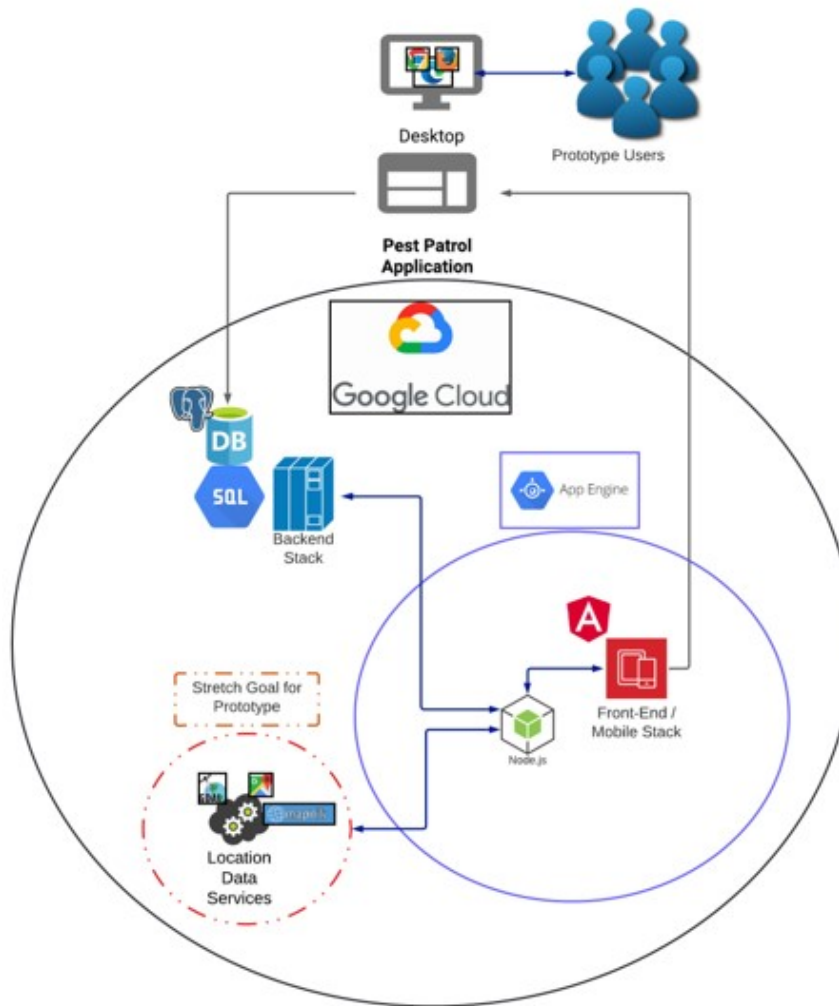 Desktop
Prototype Users
Pest Patrol
Application
Google Cloud
DB
SQL
Backend
Stack
App Engine
Stretch Goal for
Prototype
Node.js
Front-End /
Mobile Stack
Location
Data
Services